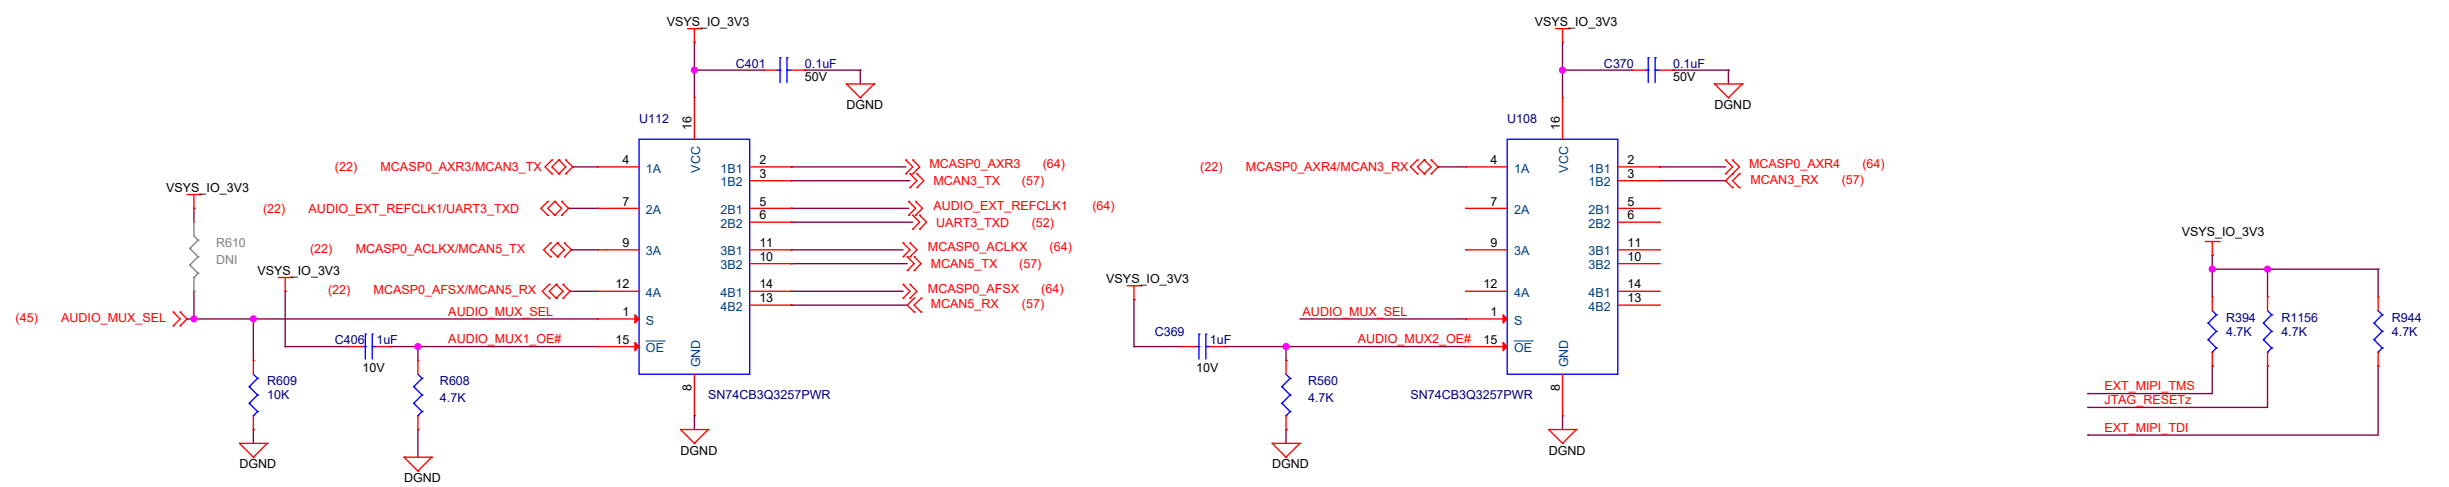 VSYS_IO_3V3
C401 0.1uF
50V
DGND
U112
16
VCC
(22) MCASP0_AXR3/MCAN3_TX 4 1A
1B1 2 MCASP0_AXR3 (64)
1B2 3 MCAN3_TX (57)
VSYS_IO_3V3
(22) AUDIO_EXT_REFCLK1/UART3_TXD 7 2A
2B1 5 AUDIO_EXT_REFCLK1 (64)
2B2 6 UART3_TXD (52)
R610
DNI
(22) MCASP0_ACLKX/MCAN5_TX 9 3A
3B1 11 MCASP0_ACLKX (64)
3B2 10 MCAN5_TX (57)
VSYS_IO_3V3
(22) MCASP0_AFSX/MCAN5_RX 12 4A
4B1 14 MCASP0_AFSX (64)
4B2 13 MCAN5_RX (57)
(45) AUDIO_MUX_SEL AUDIO_MUX_SEL 1 S
C406 1uF AUDIO_MUX1_OE# 15 OE
10V
GND
8
R609
10K
R608
4.7K
SN74CB3Q3257PWR
DGND
DGND
DGND
VSYS_IO_3V3
C370 0.1uF
50V
DGND
U108
16
VCC
(22) MCASP0_AXR4/MCAN3_RX 4 1A
1B1 2 MCASP0_AXR4 (64)
1B2 3 MCAN3_RX (57)
7 2A
2B1 5
2B2 6
9 3A
3B1 11
3B2 10
VSYS_IO_3V3
12 4A
4B1 14
4B2 13
AUDIO_MUX_SEL 1 S
C369 1uF AUDIO_MUX2_OE# 15 OE
10V
GND
8
R560
4.7K
SN74CB3Q3257PWR
DGND
DGND
VSYS_IO_3V3
R394
4.7K
R1156
4.7K
R944
4.7K
EXT_MIPI_TMS
JTAG_RESETz
EXT_MIPI_TDI